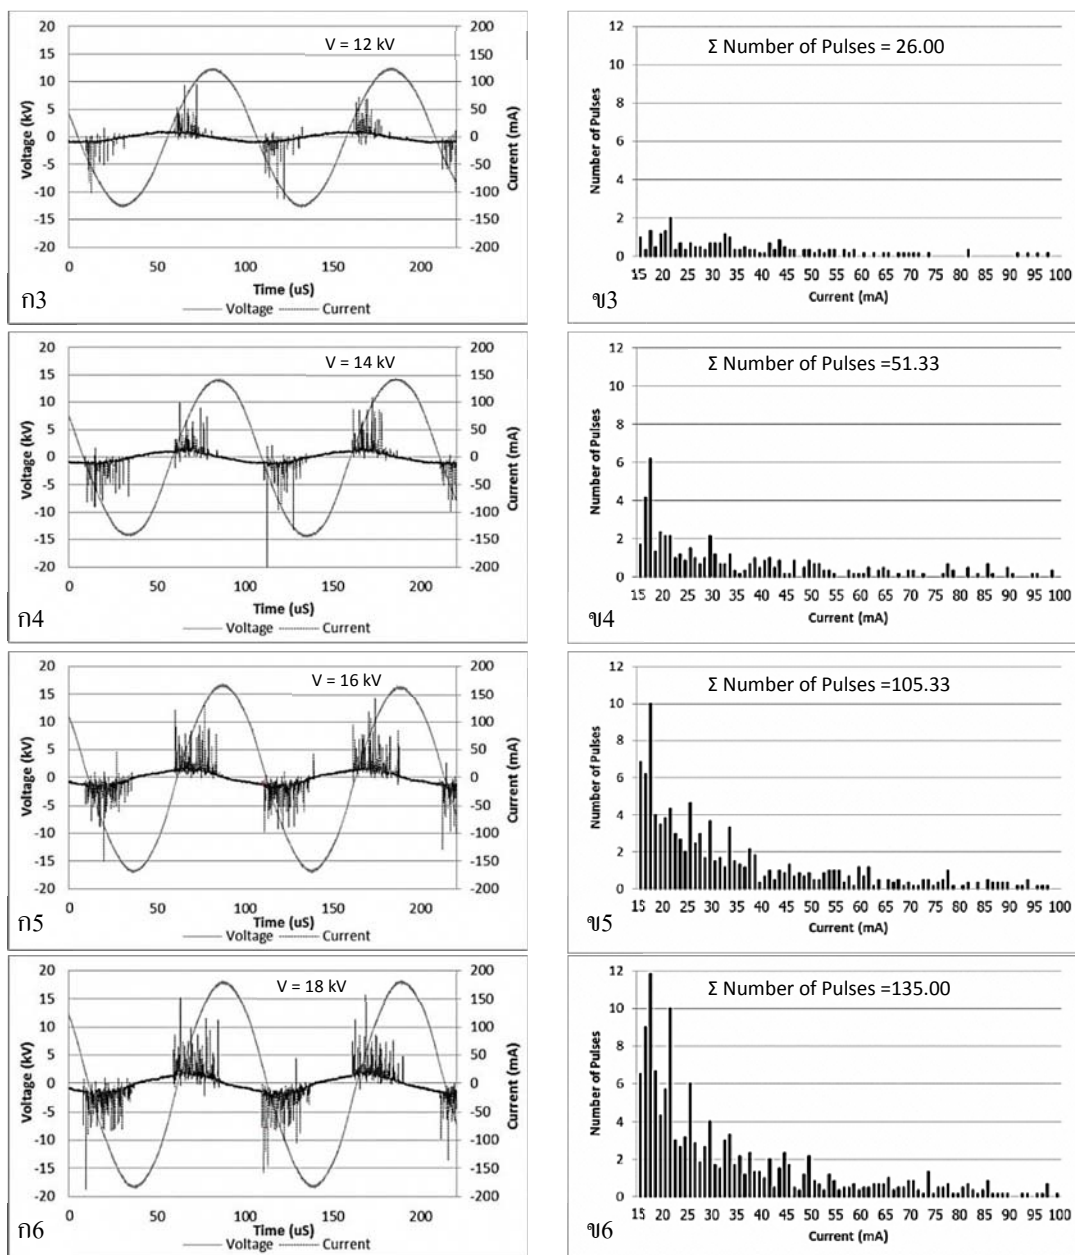 V = 12 kV
20
15
10
5
0
-5
-10
-15
-20
200
150
100
50
0
-50
-100
-150
-200
Voltage (kV)
Current (mA)
0 50 100 150 200
Time (uS)
Voltage Current
ก3
Σ Number of Pulses = 26.00
12
10
8
6
4
2
0
Number of Pulses
15 20 25 30 35 40 45 50 55 60 65 70 75 80 85 90 95 100
Current (mA)
ข3
V = 14 kV
20
15
10
5
0
-5
-10
-15
-20
200
150
100
50
0
-50
-100
-150
-200
Voltage (kV)
Current (mA)
0 50 100 150 200
Time (uS)
Voltage Current
ก4
Σ Number of Pulses =51.33
12
10
8
6
4
2
0
Number of Pulses
15 20 25 30 35 40 45 50 55 60 65 70 75 80 85 90 95 100
Current (mA)
ข4
V = 16 kV
20
15
10
5
0
-5
-10
-15
-20
200
150
100
50
0
-50
-100
-150
-200
Voltage (kV)
Current (mA)
0 50 100 150 200
Time (uS)
Voltage Current
ก5
Σ Number of Pulses =105.33
12
10
8
6
4
2
0
Number of Pulses
15 20 25 30 35 40 45 50 55 60 65 70 75 80 85 90 95 100
Current (mA)
ข5
V = 18 kV
20
15
10
5
0
-5
-10
-15
-20
200
150
100
50
0
-50
-100
-150
-200
Voltage (kV)
Current (mA)
0 50 100 150 200
Time (uS)
Voltage Current
ก6
Σ Number of Pulses =135.00
12
10
8
6
4
2
0
Number of Pulses
15 20 25 30 35 40 45 50 55 60 65 70 75 80 85 90 95 100
Current (mA)
ข6